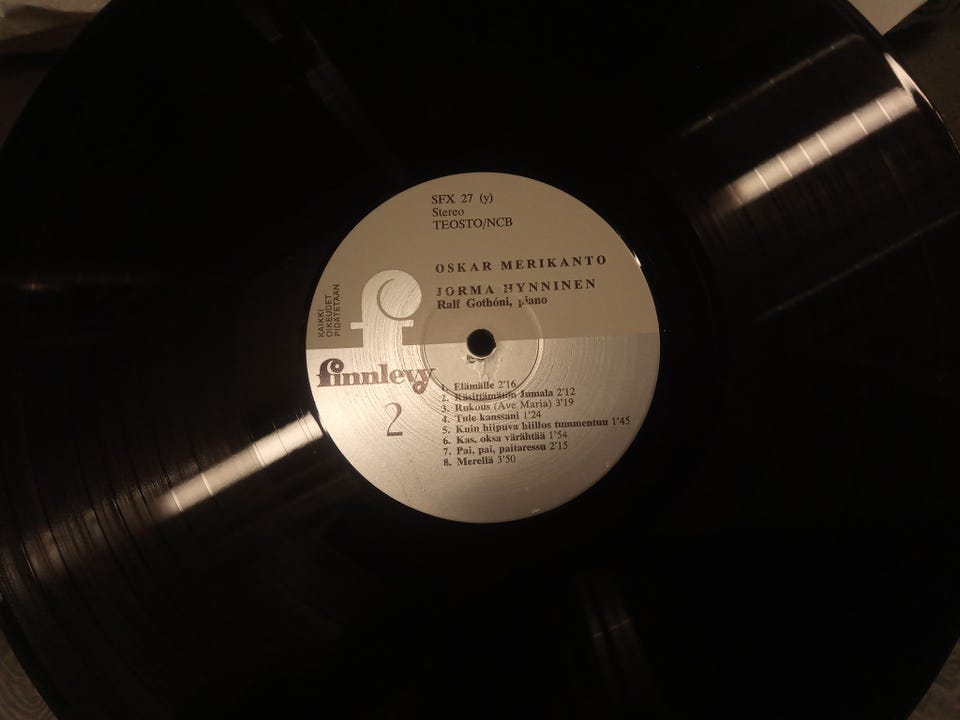 SFX 27 (y)
Stereo
TEOSTO/NCB
OSKAR MERIKANTO
JORMA HYNNINEN
Ralf Gothóni, piano
KAIKKI
OIKEUDET
PIDÄTETÄÄN
f
finnlevy
2
1. Elämälle 2'16
2. Käsittämätön Jumala 2'12
3. Rukous (Ave Maria) 3'19
4. Tule kanssani 1'24
5. Kuin hiipuva hiillos tummentuu 1'45
6. Kas, oksa värähtää 1'54
7. Pai, pai, paitaressu 2'15
8. Merellä 3'50